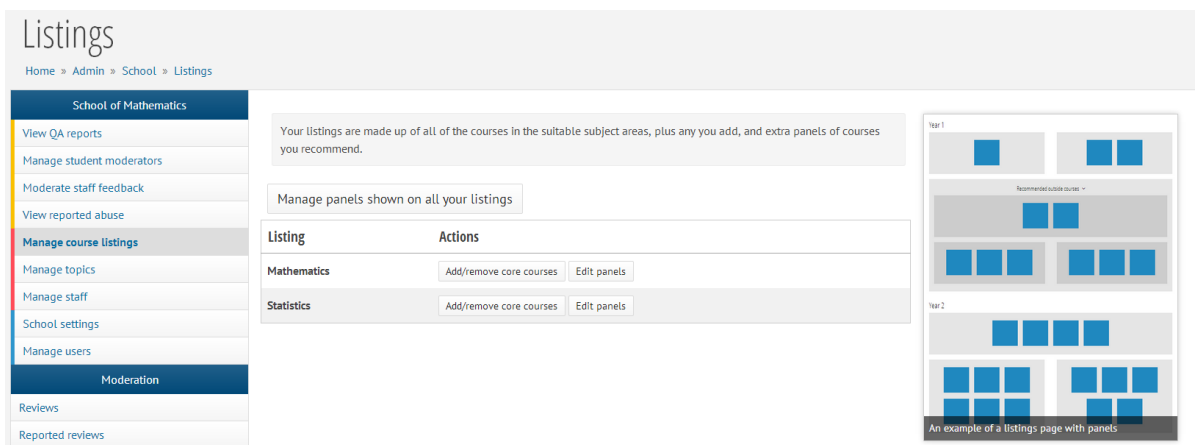 Listings
Home » Admin » School » Listings
School of Mathematics
View QA reports
Manage student moderators
Moderate staff feedback
View reported abuse
Manage course listings
Manage topics
Manage staff
School settings
Manage users
Moderation
Reviews
Reported reviews
Your listings are made up of all of the courses in the suitable subject areas, plus any you add, and extra panels of courses
you recommend.
Manage panels shown on all your listings
Listing Actions
Mathematics Add/remove core courses Edit panels
Statistics Add/remove core courses Edit panels
Year 1
Recommended outside courses
Year 2
An example of a listings page with panels